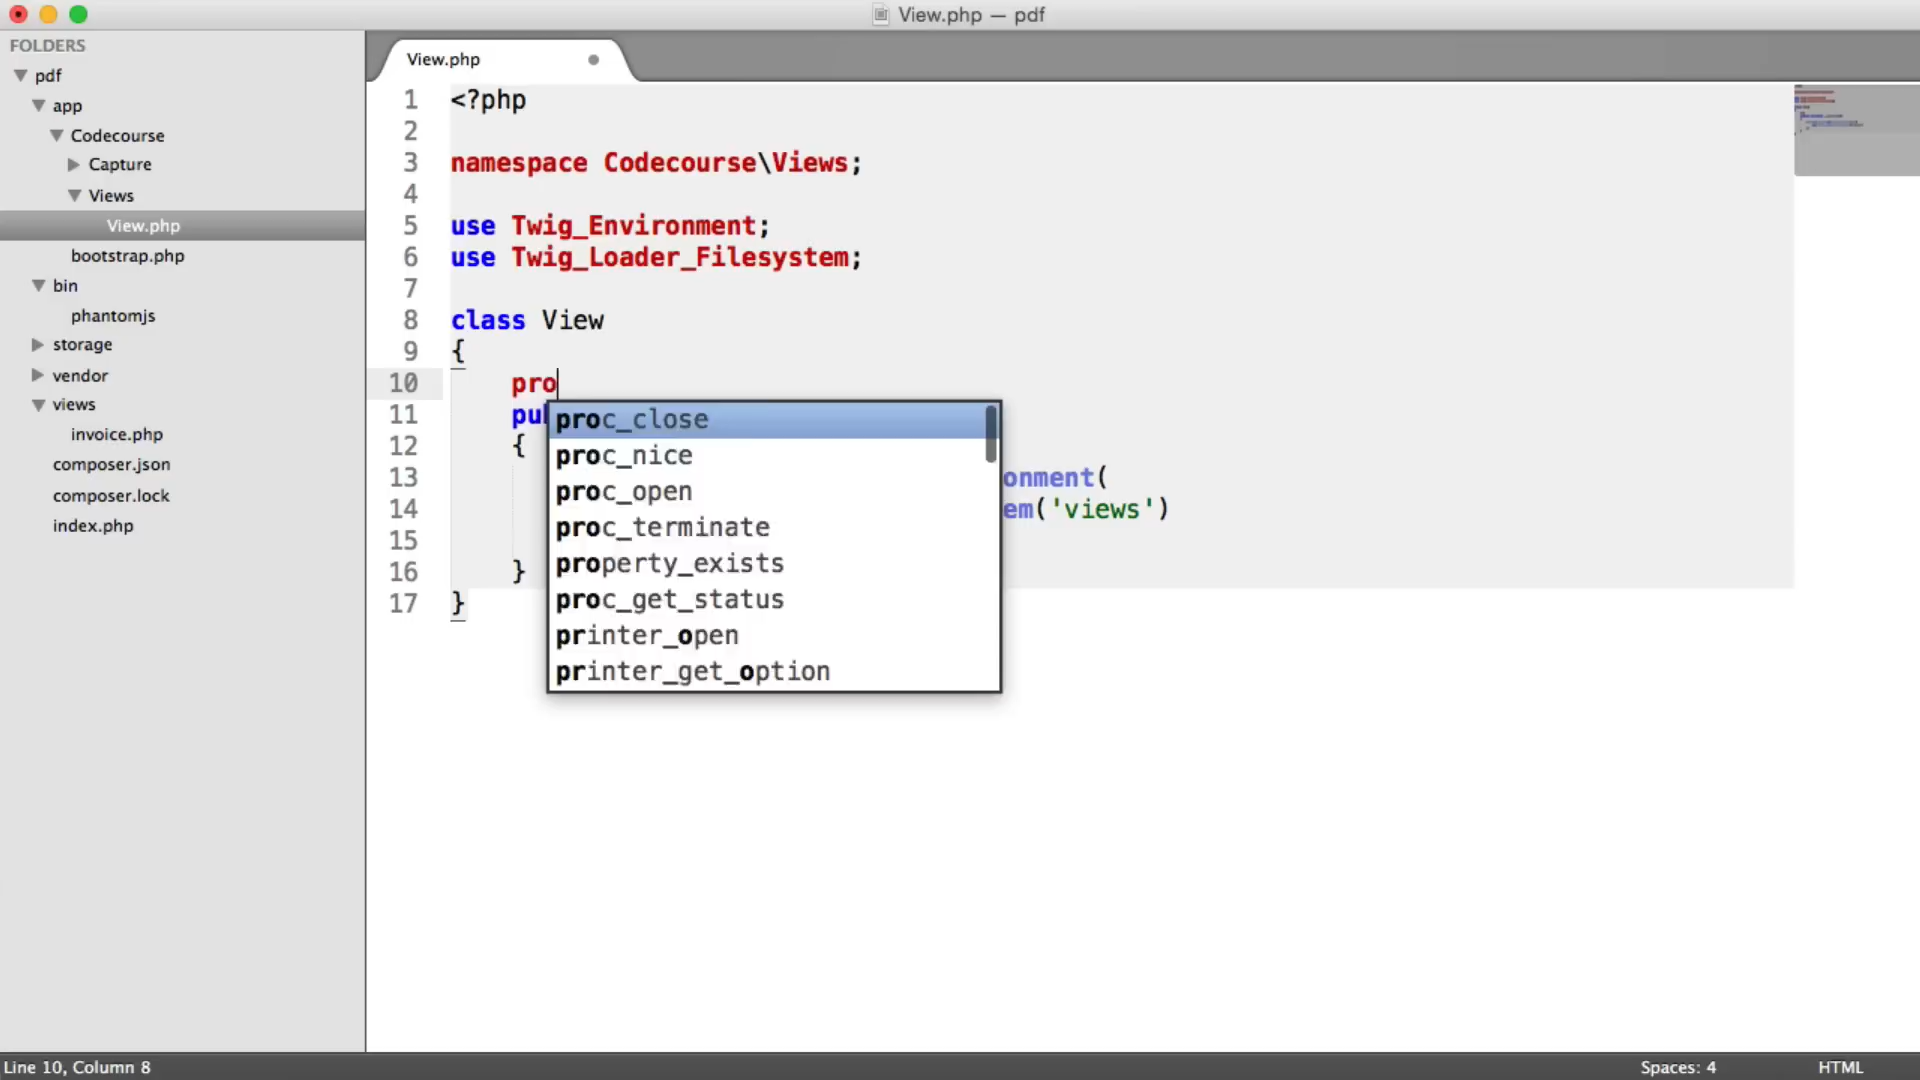 View.php — pdf
FOLDERS
pdf
app
Codecourse
Capture
Views
View.php
bootstrap.php
bin
phantomjs
storage
vendor
views
invoice.php
composer.json
composer.lock
index.php
View.php
1 <?php
2
3 namespace Codecourse\Views;
4
5 use Twig_Environment;
6 use Twig_Loader_Filesystem;
7
8 class View
9 {
10 pro
11 pu
12 {
13 onment(
14 em('views')
15
16 }
17 }
proc_close
proc_nice
proc_open
proc_terminate
property_exists
proc_get_status
printer_open
printer_get_option
Line 10, Column 8
Spaces: 4
HTML